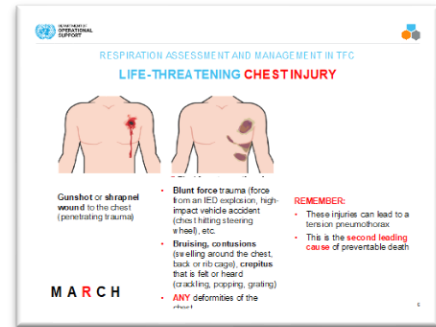 DEPARTMENT OF
OPERATIONAL
SUPPORT
RESPIRATION ASSESSMENT AND MANAGEMENT IN TFC
LIFE-THREATENING CHEST INJURY
Gunshot or shrapnel
wound to the chest
(penetrating trauma)
• Blunt force trauma (force
from an IED explosion, high-
impact vehicle accident
(chest hitting steering
wheel), etc.
• Bruising, contusions
(swelling around the chest,
back or rib cage), crepitus
that is felt or heard
(crackling, popping, grating)
• ANY deformities of the
chest
REMEMBER:
• These injuries can lead to a
tension pneumothorax
• This is the second leading
cause of preventable death
M A R C H